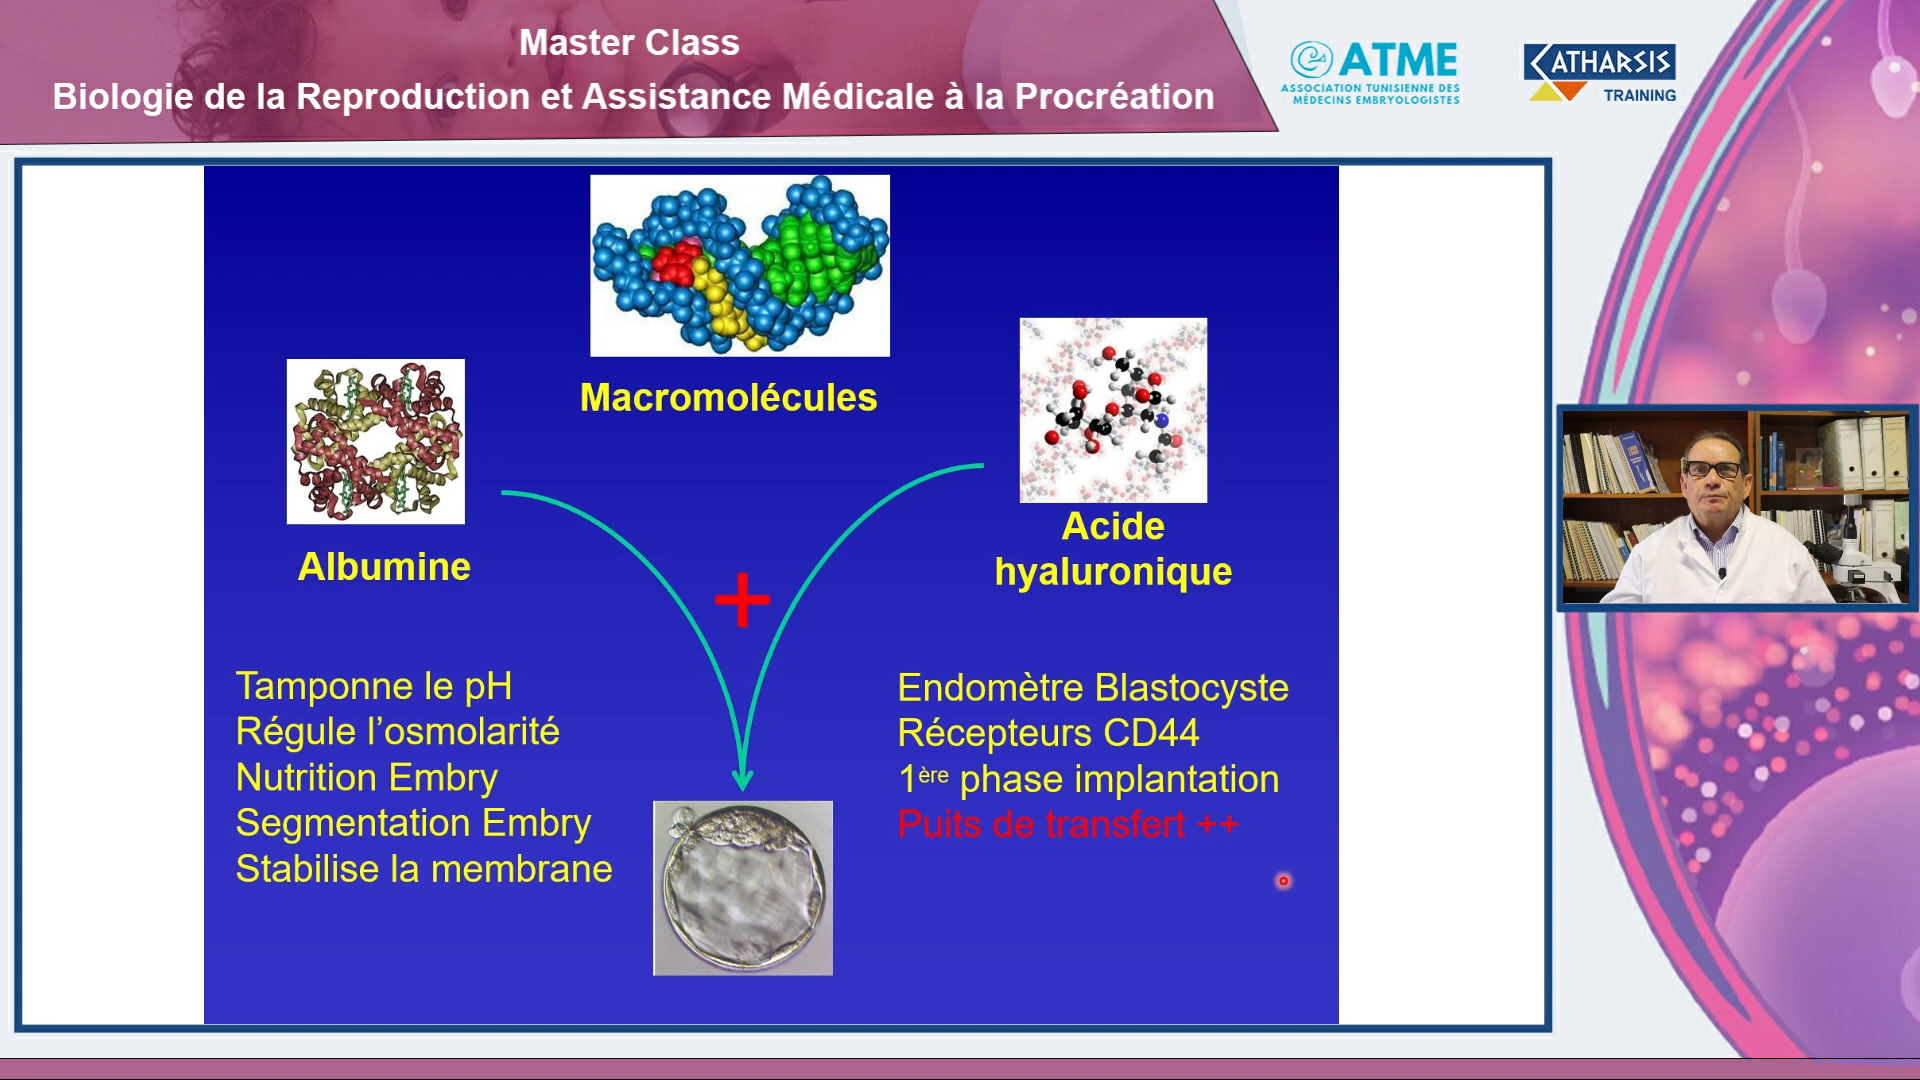 Master Class
Biologie de la Reproduction et Assistance Médicale à la Procréation
ATME
ASSOCIATION TUNISIENNE DES
MÉDECINS EMBRYOLOGISTES
CATHARSIS
TRAINING
Macromolécules
Albumine
Acide
hyaluronique
+
Tamponne le pH
Régule l’osmolarité
Nutrition Embry
Segmentation Embry
Stabilise la membrane
Endomètre Blastocyste
Récepteurs CD44
1ère phase implantation
Puits de transfert ++